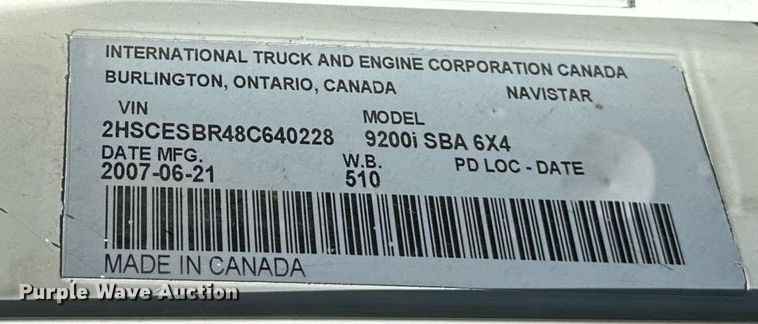 INTERNATIONAL TRUCK AND ENGINE CORPORATION CANADA
BURLINGTON, ONTARIO, CANADA NAVISTAR
VIN MODEL
2HSCESBR48C640228 9200i SBA 6X4
DATE MFG. W.B. PD LOC - DATE
2007-06-21 510
MADE IN CANADA
Purple Wave Auction